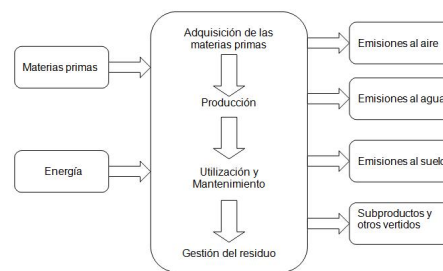 Adquisición de las
materias primas
Materias primas
Emisiones al aire
Producción
Emisiones al agua
Energía
Utilización y
Mantenimiento
Emisiones al suelo
Subproductos y
otros vertidos
Gestión del residuo